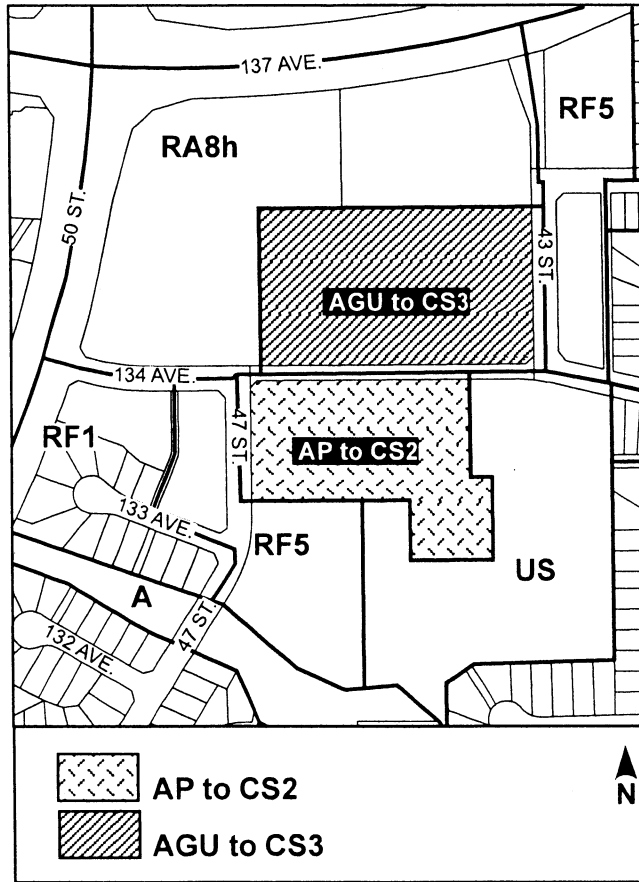 137 AVE.
RF5
RA8h
50 ST.
43 ST.
AGU to CS3
134 AVE.
47 ST.
RF1
AP to CS2
133 AVE.
RF5
US
A
47 ST.
132 AVE.
AP to CS2
N
AGU to CS3